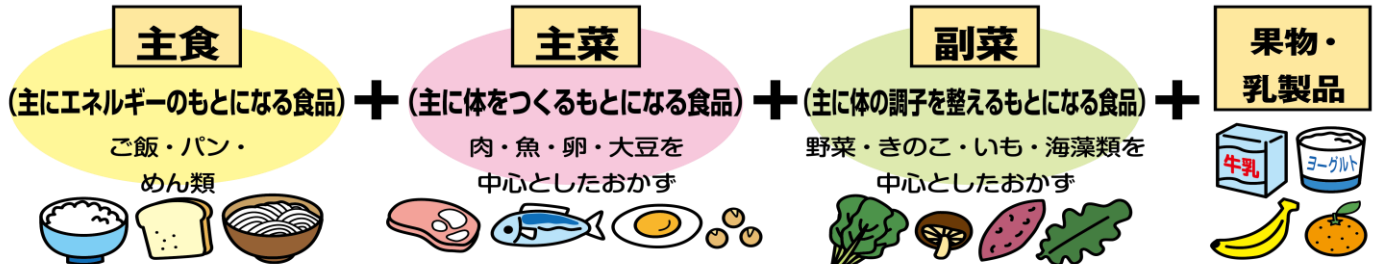 主食
(主にエネルギーのもとになる食品)
ご飯・パン・
めん類
+
主菜
(主に体をつくるもとになる食品)
肉・魚・卵・大豆を
中心としたおかず
+
副菜
(主に体の調子を整えるもとになる食品)
野菜・きのこ・いも・海藻類を
中心としたおかず
+
果物・
乳製品
牛乳
ヨーグルト